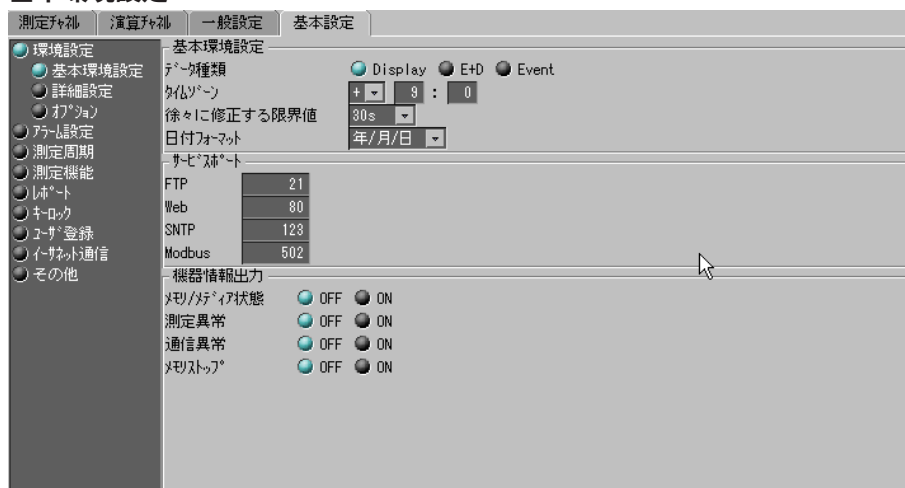 測定ﾁｬﾈﾙ 演算ﾁｬﾈﾙ 一般設定 基本設定
環境設定
基本環境設定
詳細設定
ｵﾌﾟｼｮﾝ
ｱﾗｰﾑ設定
測定周期
測定機能
ﾚﾎﾟｰﾄ
ｷｰﾛｯｸ
ﾕｰｻﾞ登録
ｲｰｻﾈｯﾄ通信
その他
基本環境設定
ﾃﾞｰﾀ種類 Display E+D Event
ﾀｲﾑｿﾞｰﾝ + 9 : 0
徐々に修正する限界値 30s
日付ﾌｫｰﾏｯﾄ 年/月/日
ｻｰﾋﾞｽﾎﾟｰﾄ
FTP 21
Web 80
SNTP 123
Modbus 502
機器情報出力
ﾒﾓﾘ/ﾒﾃﾞｨｱ状態 OFF ON
測定異常 OFF ON
通信異常 OFF ON
ﾒﾓﾘｽﾄｯﾌﾟ OFF ON